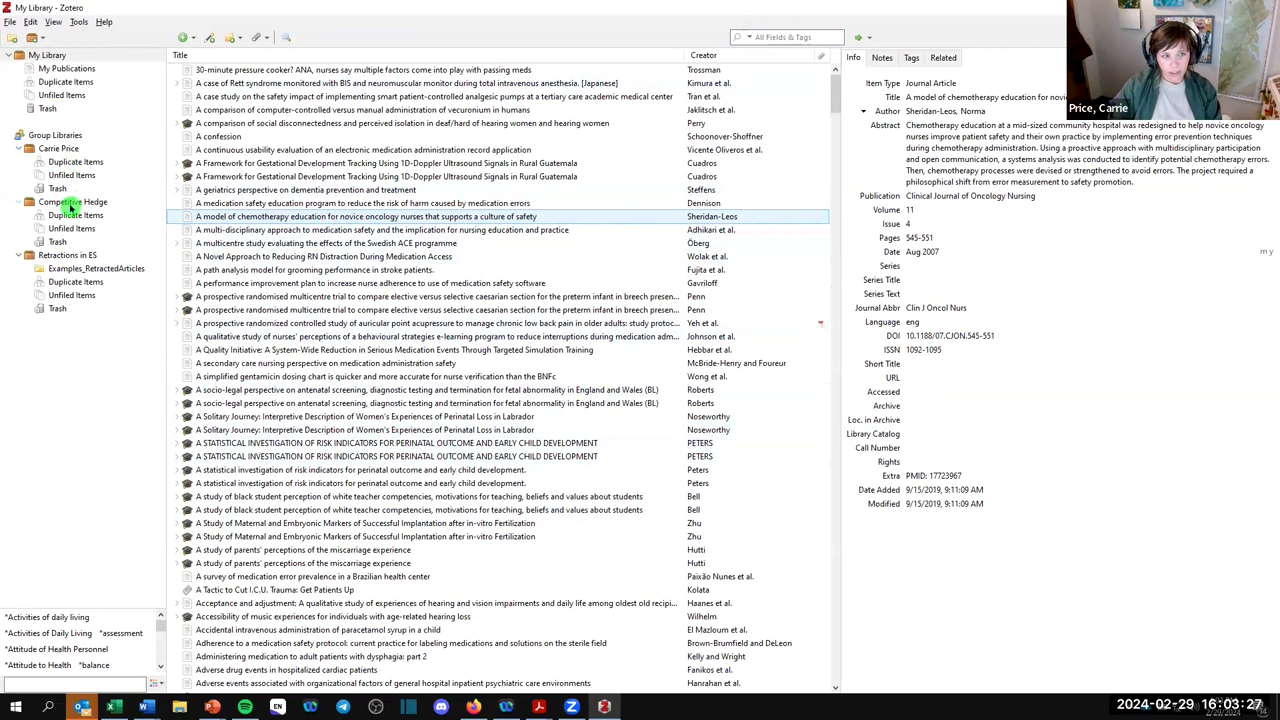 My Library - Zotero
File Edit View Tools Help
All Fields & Tags
My Library
My Publications
Duplicate Items
Unfiled Items
Trash
Group Libraries
Carrie Price
Duplicate Items
Unfiled Items
Trash
Competitive Hedge
Duplicate Items
Unfiled Items
Trash
Retractions in ES
Examples_RetractedArticles
Duplicate Items
Unfiled Items
Trash
*Activities of daily living
*Activities of Daily Living *assessment
*Attitude of Health Personnel
*Attitude to Health *balance
Title Creator
30-minute pressure cooker? ANA, nurses say multiple factors come into play with passing meds Trossman
A case of Rett syndrome monitored with BIS and neuromuscular monitor during total intravenous anesthesia. [Japanese] Kimura et al.
A case study on the safety impact of implementing smart patient-controlled analgesic pumps at a tertiary care academic medical center Tran et al.
A comparison of computer-controlled versus manual administration of vecuronium in humans Jaklitsch et al.
A comparison of social disconnectedness and perceived isolation in deaf/hard of hearing women and hearing women Perry
A confession Schoonover-Shoffner
A continuous usability evaluation of an electronic medication administration record application Vicente Oliveros et al.
A Framework for Gestational Development Tracking Using 1D-Doppler Ultrasound Signals in Rural Guatemala Cuadros
A Framework for Gestational Development Tracking Using 1D-Doppler Ultrasound Signals in Rural Guatemala Cuadros
A geriatrics perspective on dementia prevention and treatment Steffens
A medication safety education program to reduce the risk of harm caused by medication errors Dennison
A model of chemotherapy education for novice oncology nurses that supports a culture of safety Sheridan-Leos
A multi-disciplinary approach to medication safety and the implication for nursing education and practice Adhikari et al.
A multicentre study evaluating the effects of the Swedish ACE programme Öberg
A Novel Approach to Reducing RN Distraction During Medication Access Wolak et al.
A path analysis model for grooming performance in stroke patients. Fujita et al.
A performance improvement plan to increase nurse adherence to use of medication safety software Gavriloff
A prospective randomised multicentre trial to compare elective versus selective caesarian section for the preterm infant in breech presen... Penn
A prospective randomised multicentre trial to compare elective versus selective caesarian section for the preterm infant in breech presen... Penn
A prospective randomized controlled study of auricular point acupressure to manage chronic low back pain in older adults: study protoc... Yeh et al.
A qualitative study of nurses' perceptions of a behavioural strategies e-learning program to reduce interruptions during medication adm... Johnson et al.
A Quality Initiative: A System-Wide Reduction in Serious Medication Events Through Targeted Simulation Training Hebbar et al.
A secondary care nursing perspective on medication administration safety McBride-Henry and Foureur
A simplified gentamicin dosing chart is quicker and more accurate for nurse verification than the BNFc Wong et al.
A socio-legal perspective on antenatal screening, diagnostic testing and termination for fetal abnormality in England and Wales (BL) Roberts
A socio-legal perspective on antenatal screening, diagnostic testing and termination for fetal abnormality in England and Wales (BL) Roberts
A Solitary Journey: Interpretive Description of Women's Experiences of Perinatal Loss in Labrador Noseworthy
A Solitary Journey: Interpretive Description of Women's Experiences of Perinatal Loss in Labrador Noseworthy
A STATISTICAL INVESTIGATION OF RISK INDICATORS FOR PERINATAL OUTCOME AND EARLY CHILD DEVELOPMENT PETERS
A STATISTICAL INVESTIGATION OF RISK INDICATORS FOR PERINATAL OUTCOME AND EARLY CHILD DEVELOPMENT PETERS
A statistical investigation of risk indicators for perinatal outcome and early child development. Peters
A statistical investigation of risk indicators for perinatal outcome and early child development. Peters
A study of black student perception of white teacher competencies, motivations for teaching, beliefs and values about students Bell
A study of black student perception of white teacher competencies, motivations for teaching, beliefs and values about students Bell
A Study of Maternal and Embryonic Markers of Successful Implantation after in-vitro Fertilization Zhu
A Study of Maternal and Embryonic Markers of Successful Implantation after in-vitro Fertilization Zhu
A study of parents' perceptions of the miscarriage experience Hutti
A study of parents' perceptions of the miscarriage experience Hutti
A survey of medication error prevalence in a Brazilian health center Paixão Nunes et al.
A Tactic to Cut I.C.U. Trauma: Get Patients Up Kolata
Acceptance and adjustment: A qualitative study of experiences of hearing and vision impairments and daily life among oldest old recipi... Haanes et al.
Accessibility of music experiences for individuals with age-related hearing loss Wilhelm
Accidental intravenous administration of paracetamol syrup in a child El Mazloum et al.
Adherence to a medication safety protocol: current practice for labeling medications and solutions on the sterile field Brown-Brumfield and DeLeon
Administering medication to adult patients with dysphagia: part 2 Kelly and Wright
Adverse drug events in hospitalized cardiac patients Fanikos et al.
Adverse events associated with organizational factors of general hospital inpatient psychiatric care environments Hanrahan et al.
Info Notes Tags Related
Item Type Journal Article
Title A model of chemotherapy education for nov
Author Sheridan-Leos, Norma
Abstract Chemotherapy education at a mid-sized community hospital was redesigned to help novice oncology
nurses improve patient safety and their own practice by implementing error prevention techniques
during chemotherapy administration. Using a proactive approach with multidisciplinary participation
and open communication, a systems analysis was conducted to identify potential chemotherapy errors.
Then, chemotherapy processes were devised or strengthened to avoid errors. The project required a
philosophical shift from error measurement to safety promotion.
Publication Clinical Journal of Oncology Nursing
Volume 11
Issue 4
Pages 545-551
Date Aug 2007 m y
Series
Series Title
Series Text
Journal Abbr Clin J Oncol Nurs
Language eng
DOI 10.1188/07.CJON.545-551
ISSN 1092-1095
Short Title
URL
Accessed
Archive
Loc. in Archive
Library Catalog
Call Number
Rights
Extra PMID: 17723967
Date Added 9/15/2019, 9:11:09 AM
Modified 9/15/2019, 9:11:09 AM
Price, Carrie
EN
2024-02-29 16:03:27